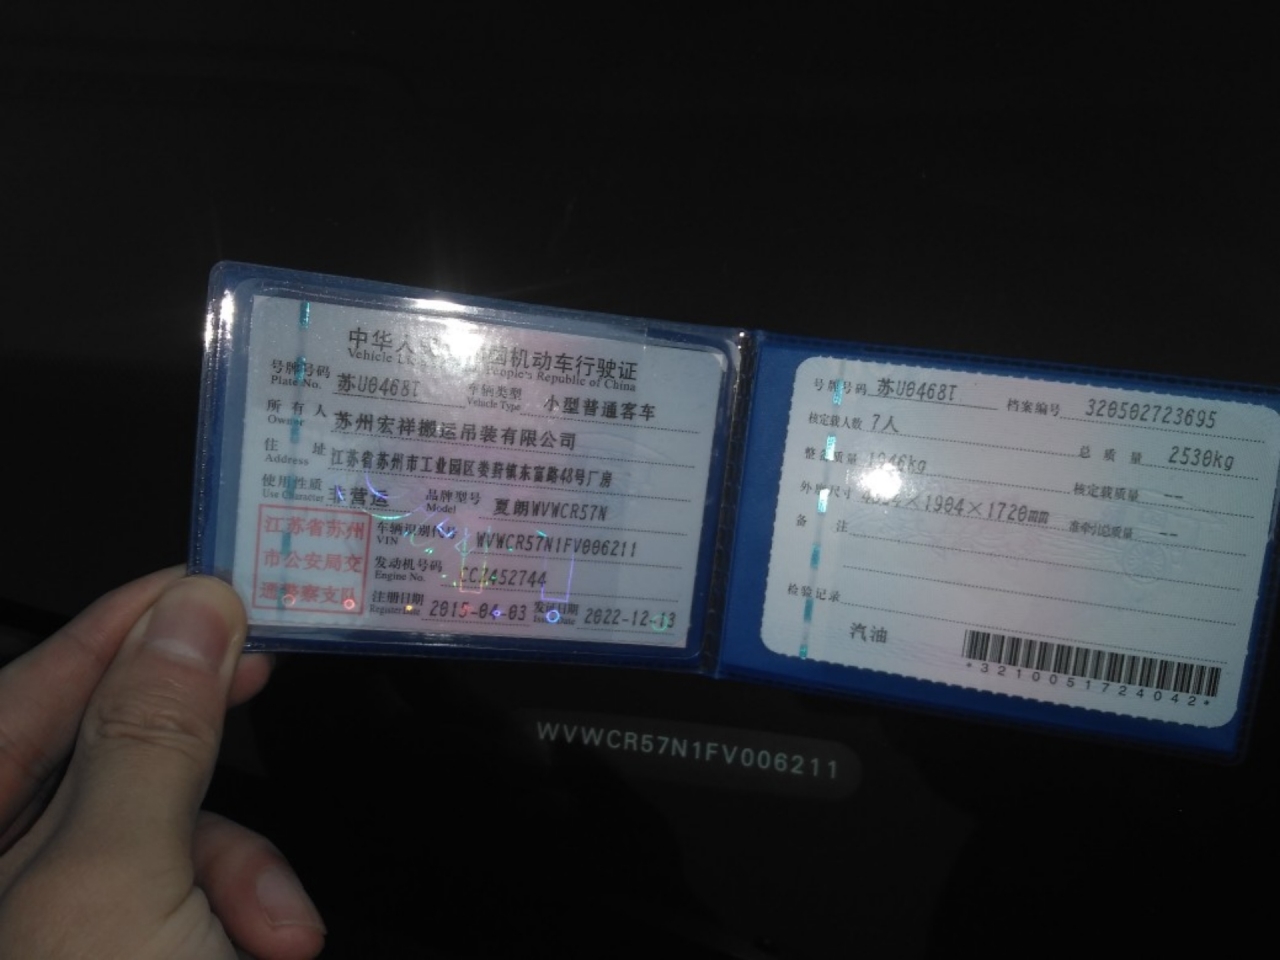 中华人 国机动车行驶证
Vehicle People's Republic of China
号牌号码 苏U0468T 车辆类型 小型普通客车
Plate No. Vehicle Type
所有人 苏州宏祥搬运吊装有限公司
Owner
住址 江苏省苏州市工业园区娄葑镇东富路48号厂房
Address
使用性质 非营运 品牌型号 夏朗WVWCR57N
Use Character Model
江苏省苏州
市公安局交
通警察支队
车辆识别代号 WVWCR57N1FV006211
VIN
发动机号码 452744
Engine No.
注册日期 2015-04-03 发证日期 2022-12-13
Register Date Issue Date
号牌号码 苏U0468T 档案编号 320502723695
核定载人数 7人 总质量 2530kg
整备质量 1946kg 核定载质量 --
外廓尺寸 ×1904×1720 准牵引总质量 --
备注
检验记录
汽油
*3210051724042*
WVWCR57N1FV006211